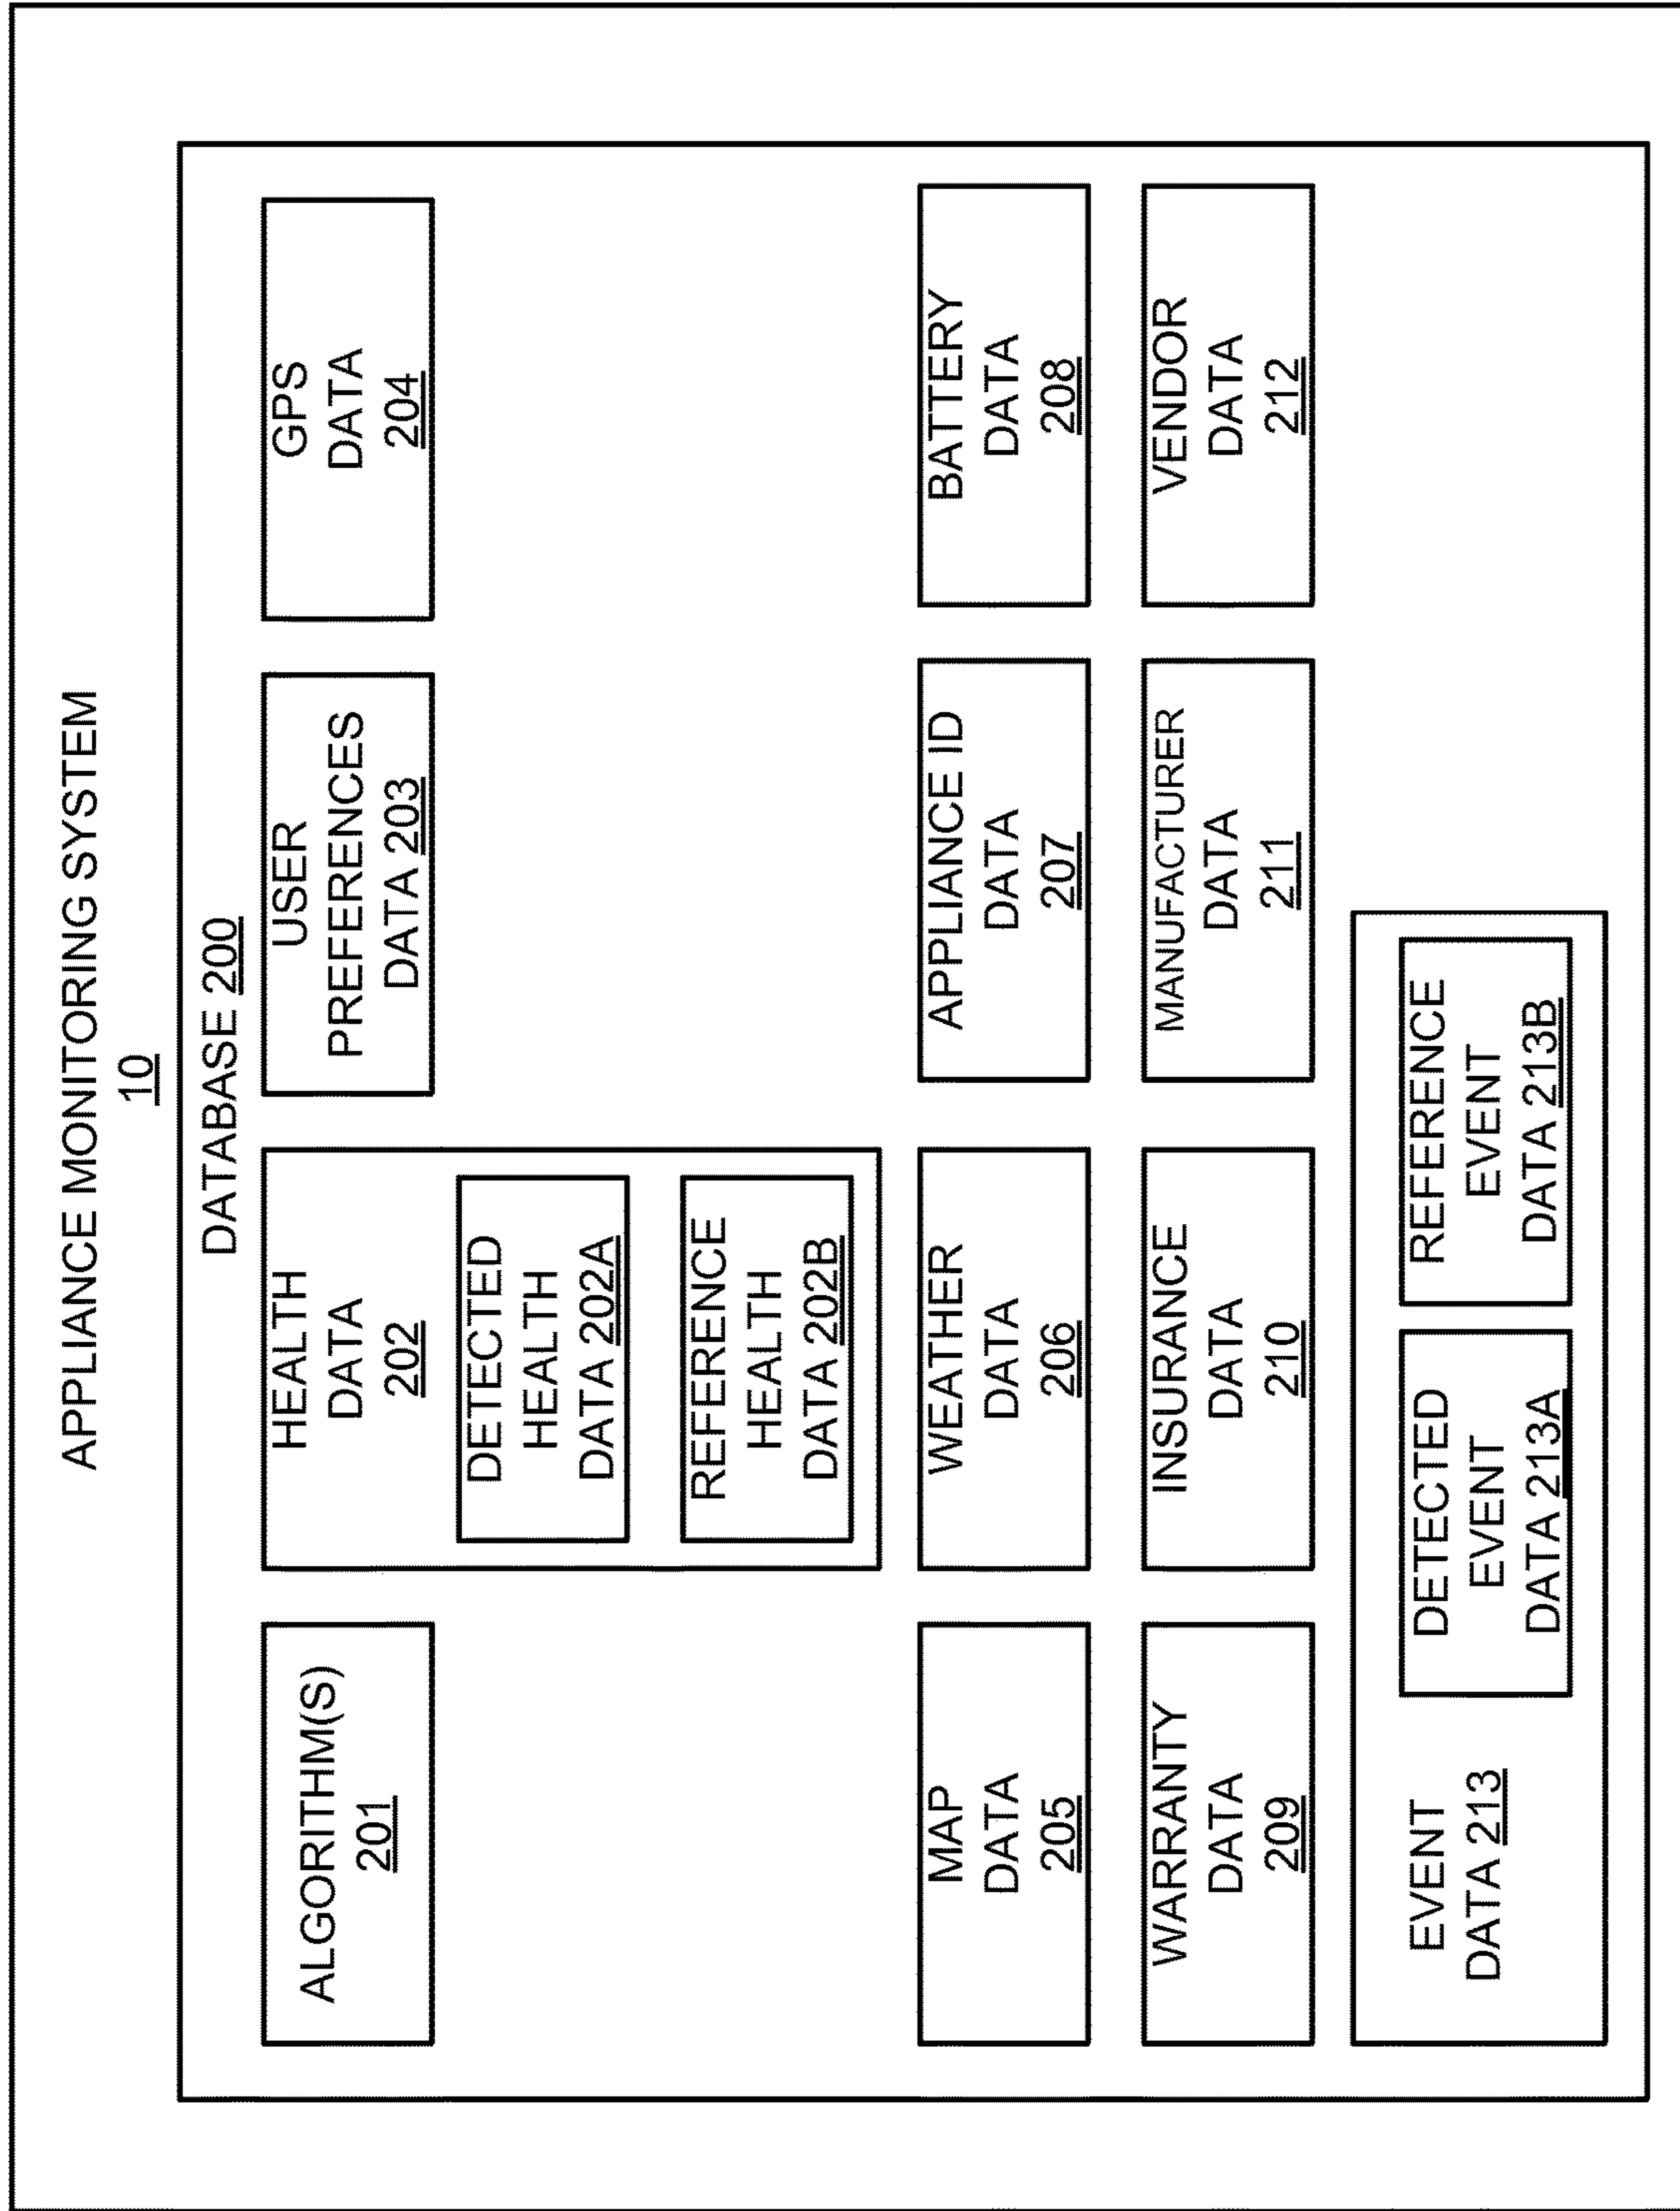 APPLIANCE MONITORING SYSTEM
10
DATABASE 200
ALGORITHM(S)
201
HEALTH
DATA
202
DETECTED
HEALTH
DATA 202A
REFERENCE
HEALTH
DATA 202B
USER
PREFERENCES
DATA 203
GPS
DATA
204
MAP
DATA
205
WEATHER
DATA
206
APPLIANCE ID
DATA
207
BATTERY
DATA
208
WARRANTY
DATA
209
INSURANCE
DATA
210
MANUFACTURER
DATA
211
VENDOR
DATA
212
EVENT
DATA 213
DETECTED
EVENT
DATA 213A
REFERENCE
EVENT
DATA 213B